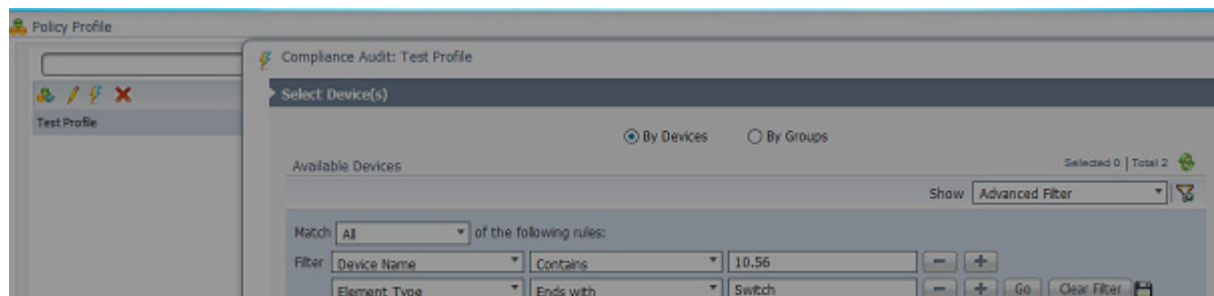 Policy Profile
Compliance Audit: Test Profile
Select Device(s)
Test Profile
By Devices By Groups
Available Devices Selected 0 | Total 2
Show Advanced Filter
Match All of the following rules:
Filter Device Name Contains 10.56
Element Type Ends with Switch Go Clear Filter